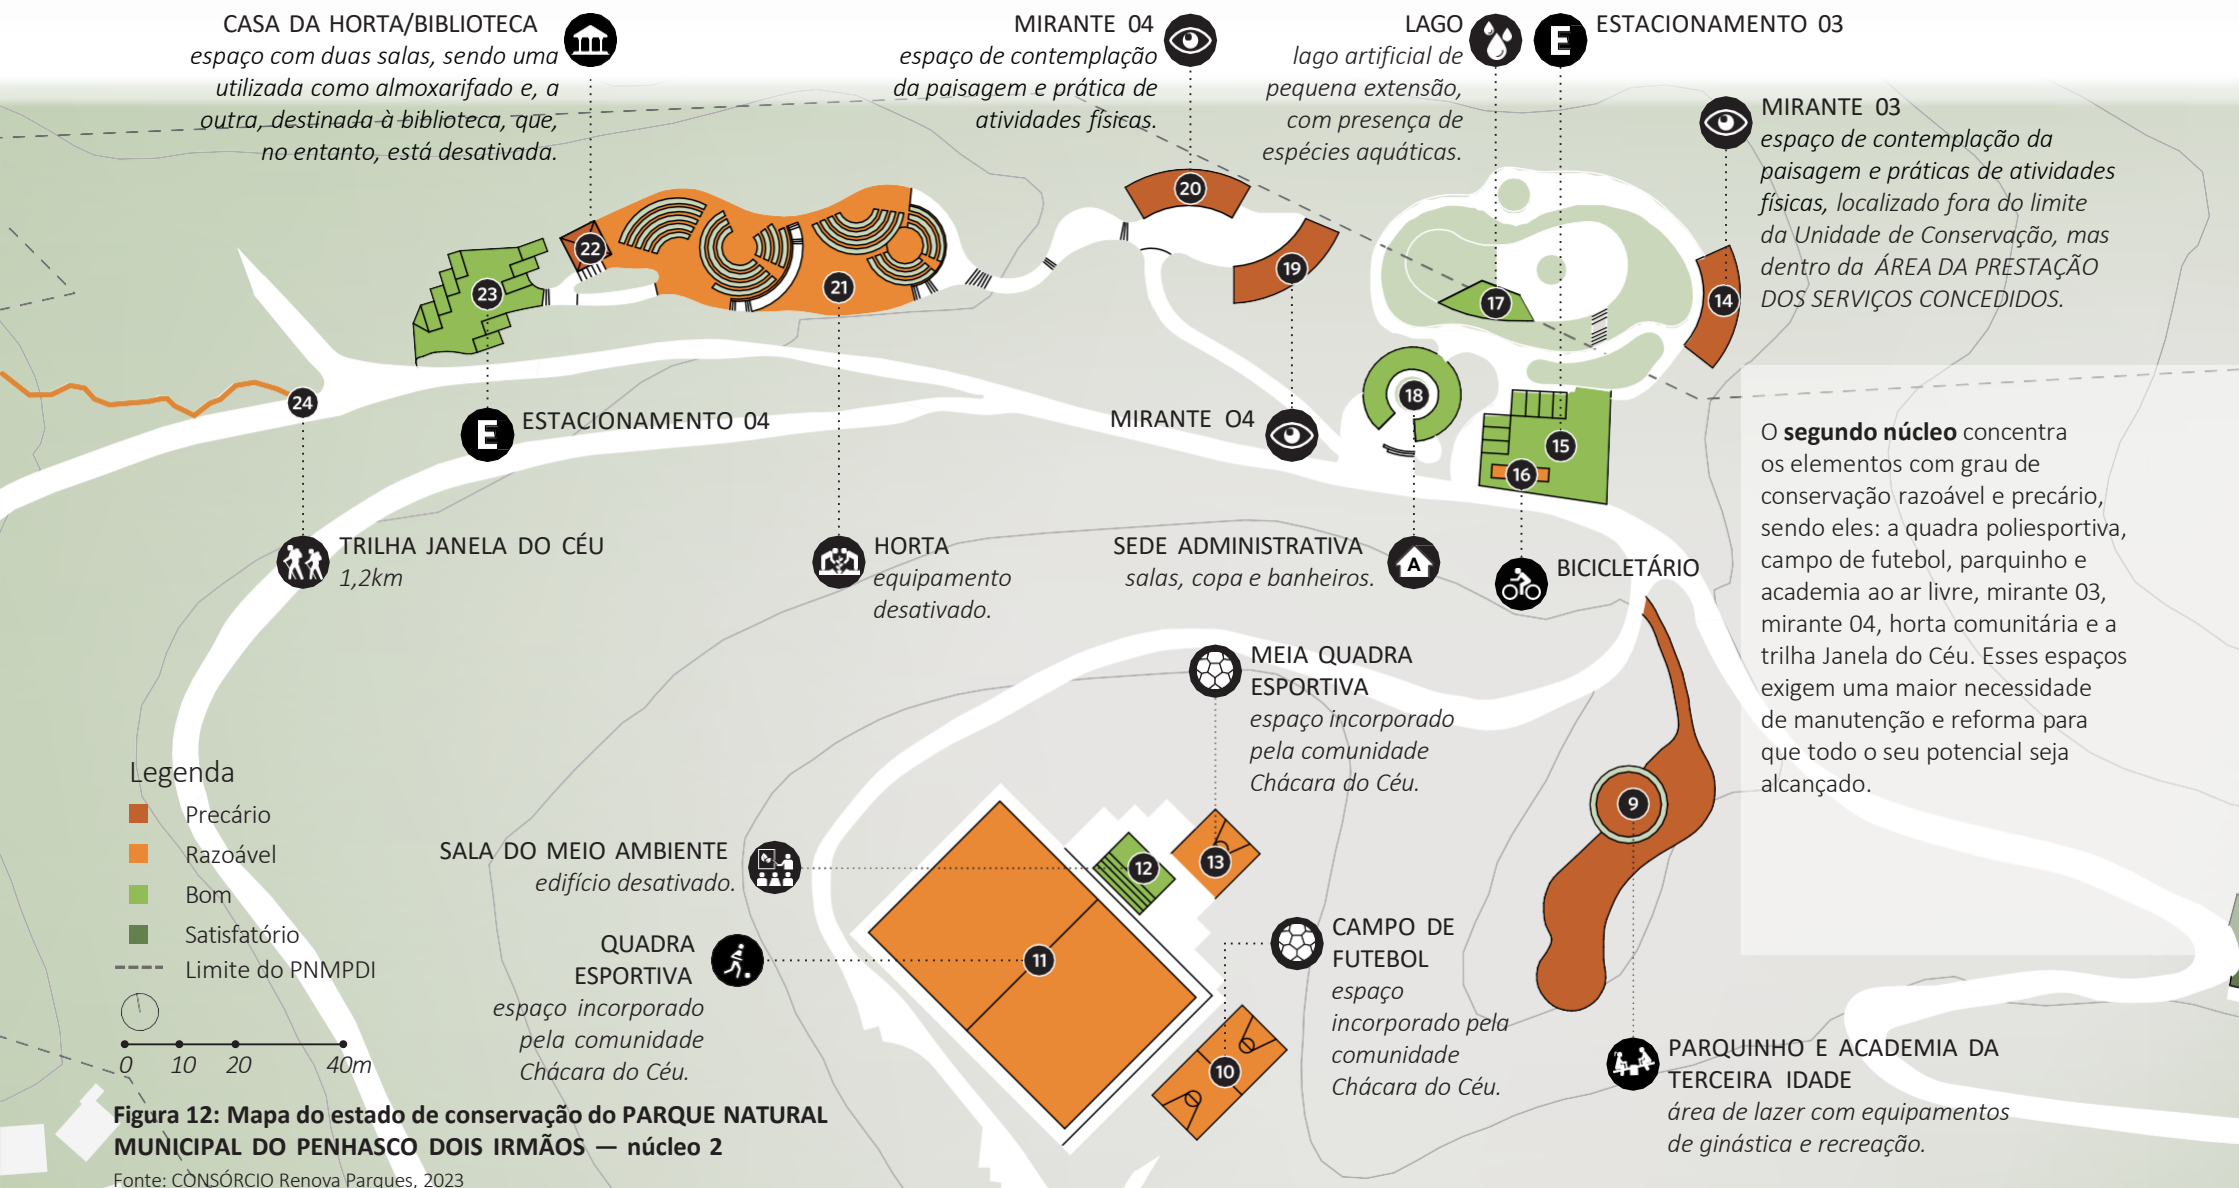 CASA DA HORTA/BIBLIOTECA
espaço com duas salas, sendo uma
utilizada como almoxarifado e, a
outra, destinada à biblioteca, que,
no entanto, está desativada.
MIRANTE 04
espaço de contemplação
da paisagem e prática de
atividades físicas.
LAGO
lago artificial de
pequena extensão,
com presença de
espécies aquáticas.
E
ESTACIONAMENTO 03
MIRANTE 03
espaço de contemplação da
paisagem e práticas de atividades
físicas, localizado fora do limite
da Unidade de Conservação, mas
dentro da ÁREA DA PRESTAÇÃO
DOS SERVIÇOS CONCEDIDOS.
20
22
19
23
21
17
14
24
18
15
16
E
ESTACIONAMENTO 04
MIRANTE O4
O segundo núcleo concentra
os elementos com grau de
conservação razoável e precário,
sendo eles: a quadra poliesportiva,
campo de futebol, parquinho e
academia ao ar livre, mirante 03,
mirante 04, horta comunitária e a
trilha Janela do Céu. Esses espaços
exigem uma maior necessidade
de manutenção e reforma para
que todo o seu potencial seja
alcançado.
TRILHA JANELA DO CÉU
1,2km
HORTA
equipamento
desativado.
SEDE ADMINISTRATIVA
salas, copa e banheiros.
A
BICICLETÁRIO
MEIA QUADRA
ESPORTIVA
espaço incorporado
pela comunidade
Chácara do Céu.
9
SALA DO MEIO AMBIENTE
edifício desativado.
12
13
QUADRA
ESPORTIVA
espaço incorporado
pela comunidade
Chácara do Céu.
11
CAMPO DE
FUTEBOL
espaço
incorporado pela
comunidade
Chácara do Céu.
10
PARQUINHO E ACADEMIA DA
TERCEIRA IDADE
área de lazer com equipamentos
de ginástica e recreação.
Legenda
Precário
Razoável
Bom
Satisfatório
Limite do PNMPDI
0 10 20 40m
Figura 12: Mapa do estado de conservação do PARQUE NATURAL
MUNICIPAL DO PENHASCO DOIS IRMÃOS — núcleo 2
Fonte: CONSÓRCIO Renova Parques, 2023